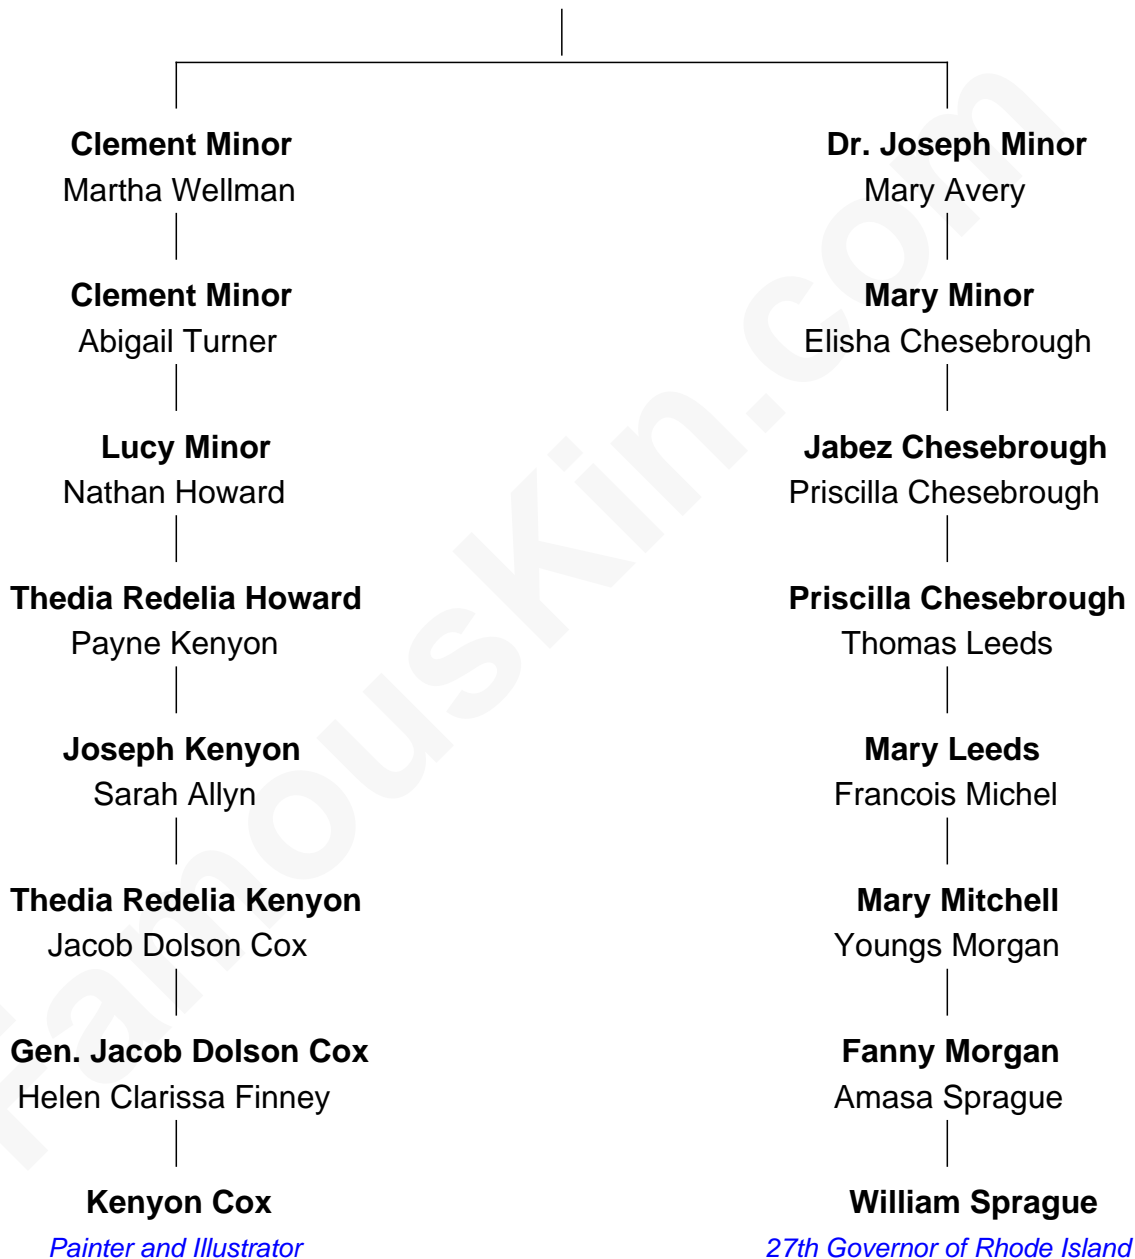 Clement Minor
Martha Wellman
Clement Minor
Abigail Turner
Lucy Minor
Nathan Howard
Thedia Redelia Howard
Payne Kenyon
Joseph Kenyon
Sarah Allyn
Thedia Redelia Kenyon
Jacob Dolson Cox
Gen. Jacob Dolson Cox
Helen Clarissa Finney
Kenyon Cox
Painter and Illustrator
Dr. Joseph Minor
Mary Avery
Mary Minor
Elisha Chesebrough
Jabez Chesebrough
Priscilla Chesebrough
Priscilla Chesebrough
Thomas Leeds
Mary Leeds
Francois Michel
Mary Mitchell
Youngs Morgan
Fanny Morgan
Amasa Sprague
William Sprague
27th Governor of Rhode Island
FamousKin.com